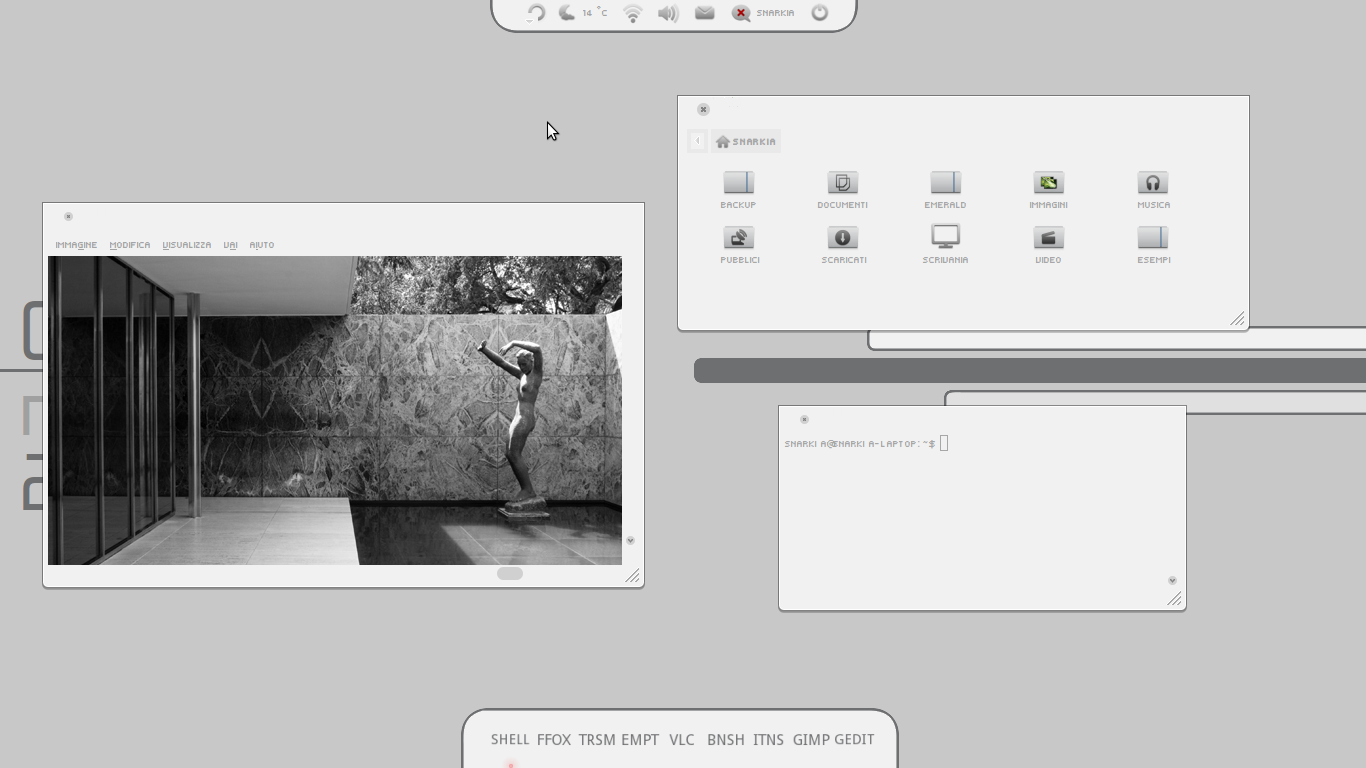 14 °C SNARKIA
SNARKIA
BACKUP DOCUMENTI EMERALD IMMAGINI MUSICA
PUBBLICI SCARICATI SCRIVANIA VIDEO ESEMPI
IMMAGINE MODIFICA VISUALIZZA VAI AIUTO
SNARKIA@SNARKIA-LAPTOP:~$
SHELL FFOX TRSM EMPT VLC BNSH ITNS GIMP GEDIT